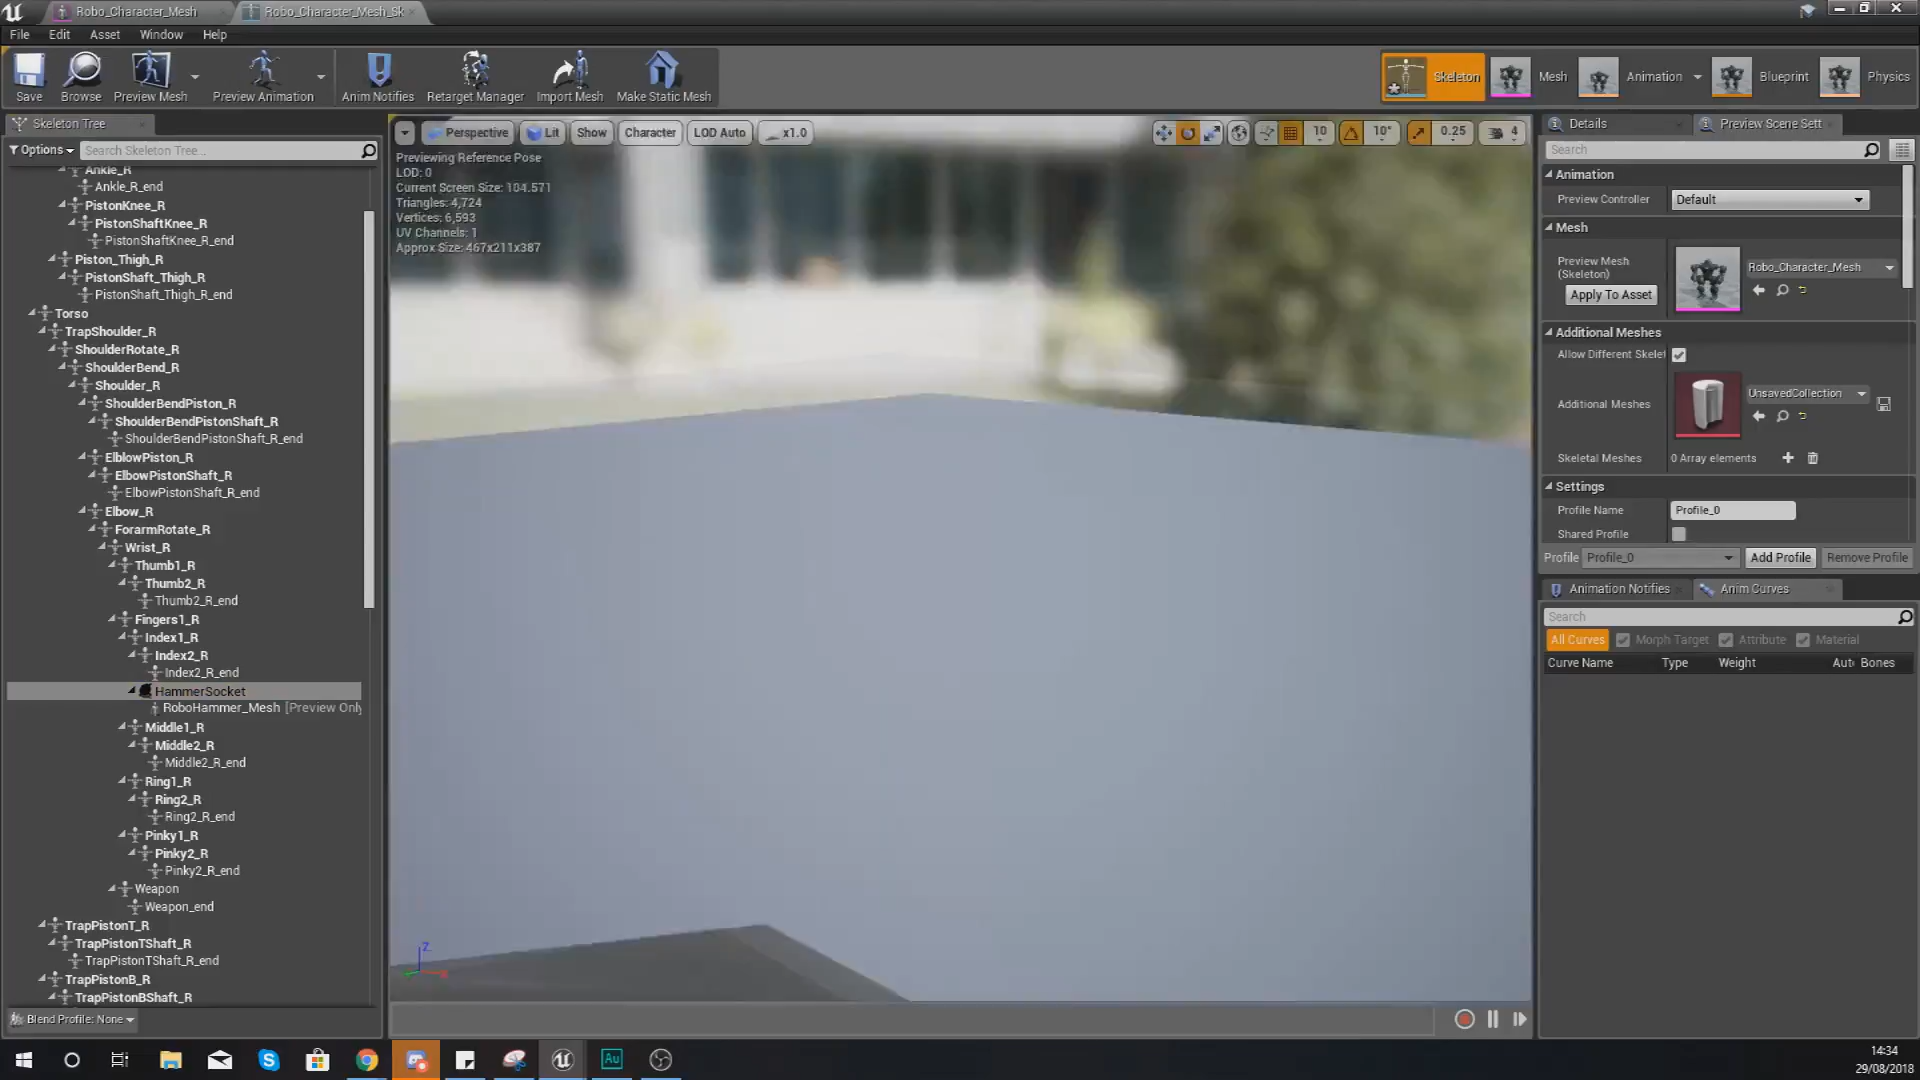 Robo_Character_Mesh
Robo_Character_Mesh_Sk
File Edit Asset Window Help
Save
Browse
Preview Mesh
Preview Animation
Anim Notifies
Retarget Manager
Import Mesh
Make Static Mesh
Skeleton
Mesh
Animation
Blueprint
Physics
Skeleton Tree
Options
Search Skeleton Tree...
Ankle_R
Ankle_R_end
PistonKnee_R
PistonShaftKnee_R
PistonShaftKnee_R_end
Piston_Thigh_R
PistonShaft_Thigh_R
PistonShaft_Thigh_R_end
Torso
TrapShoulder_R
ShoulderRotate_R
ShoulderBend_R
Shoulder_R
ShoulderBendPiston_R
ShoulderBendPistonShaft_R
ShoulderBendPistonShaft_R_end
ElblowPiston_R
ElbowPistonShaft_R
ElbowPistonShaft_R_end
Elbow_R
ForarmRotate_R
Wrist_R
Thumb1_R
Thumb2_R
Thumb2_R_end
Fingers1_R
Index1_R
Index2_R
Index2_R_end
HammerSocket
RoboHammer_Mesh [Preview Only
Middle1_R
Middle2_R
Middle2_R_end
Ring1_R
Ring2_R
Ring2_R_end
Pinky1_R
Pinky2_R
Pinky2_R_end
Weapon
Weapon_end
TrapPistonT_R
TrapPistonTShaft_R
TrapPistonTShaft_R_end
TrapPistonB_R
TrapPistonBShaft_R
Blend Profile: None
Perspective Lit Show Character LOD Auto x1.0
10 10° 0.25 4
Previewing Reference Pose
LOD: 0
Current Screen Size: 104.571
Triangles: 4,724
Vertices: 6,593
UV Channels: 1
Approx Size: 467x211x387
Z
Details
Preview Scene Sett
Search
Animation
Preview Controller Default
Mesh
Preview Mesh
(Skeleton)
Apply To Asset
Robo_Character_Mesh
Additional Meshes
Allow Different Skelet
Additional Meshes
UnsavedCollection
Skeletal Meshes 0 Array elements
Settings
Profile Name Profile_0
Shared Profile
Profile Profile_0 Add Profile Remove Profile
Animation Notifies
Anim Curves
Search
All Curves Morph Target Attribute Material
Curve Name Type Weight Aut Bones
Au
14:34
29/08/2018